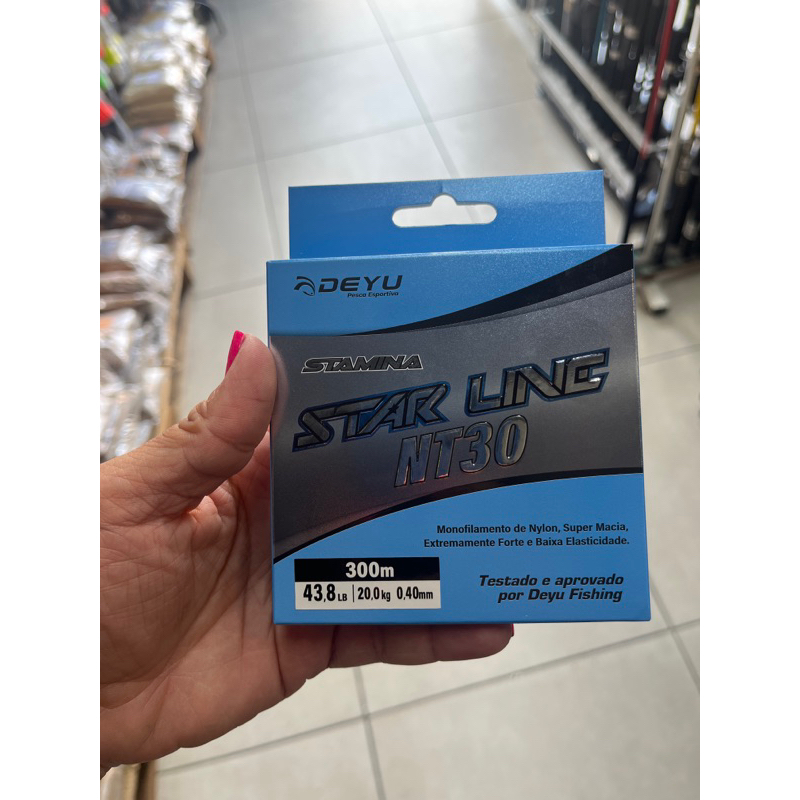 DEYU
Pesca Esportiva
STAMINA
STAR LINE
NT30
Monofilamento de Nylon, Super Macia,
Extremamente Forte e Baixa Elasticidade.
300m
43,8 LB | 20,0 kg 0,40mm
Testado e aprovado
por Deyu Fishing